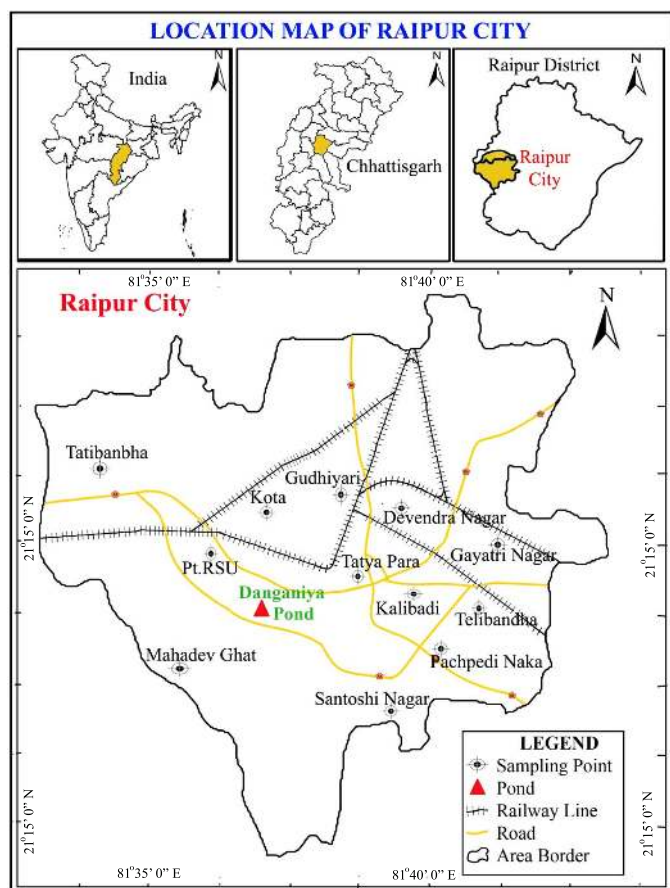 LOCATION MAP OF RAIPUR CITY
India
N
Chhattisgarh
N
Raipur District
N
Raipur
City
81°35' 0" E
81°40' 0" E
Raipur City
N
Tatibanbha
Gudhiyari
Kota
Devendra Nagar
21°15' 0" N
21°15' 0" N
Gayatri Nagar
Pt.RSU
Tatya Para
Danganiya
Pond
Kalibadi
Telibandha
Mahadev Ghat
Pachpedi Naka
Santoshi Nagar
LEGEND
Sampling Point
Pond
Railway Line
Road
Area Border
21°15' 0" N
21°15' 0" N
81°35' 0" E
81°40' 0" E